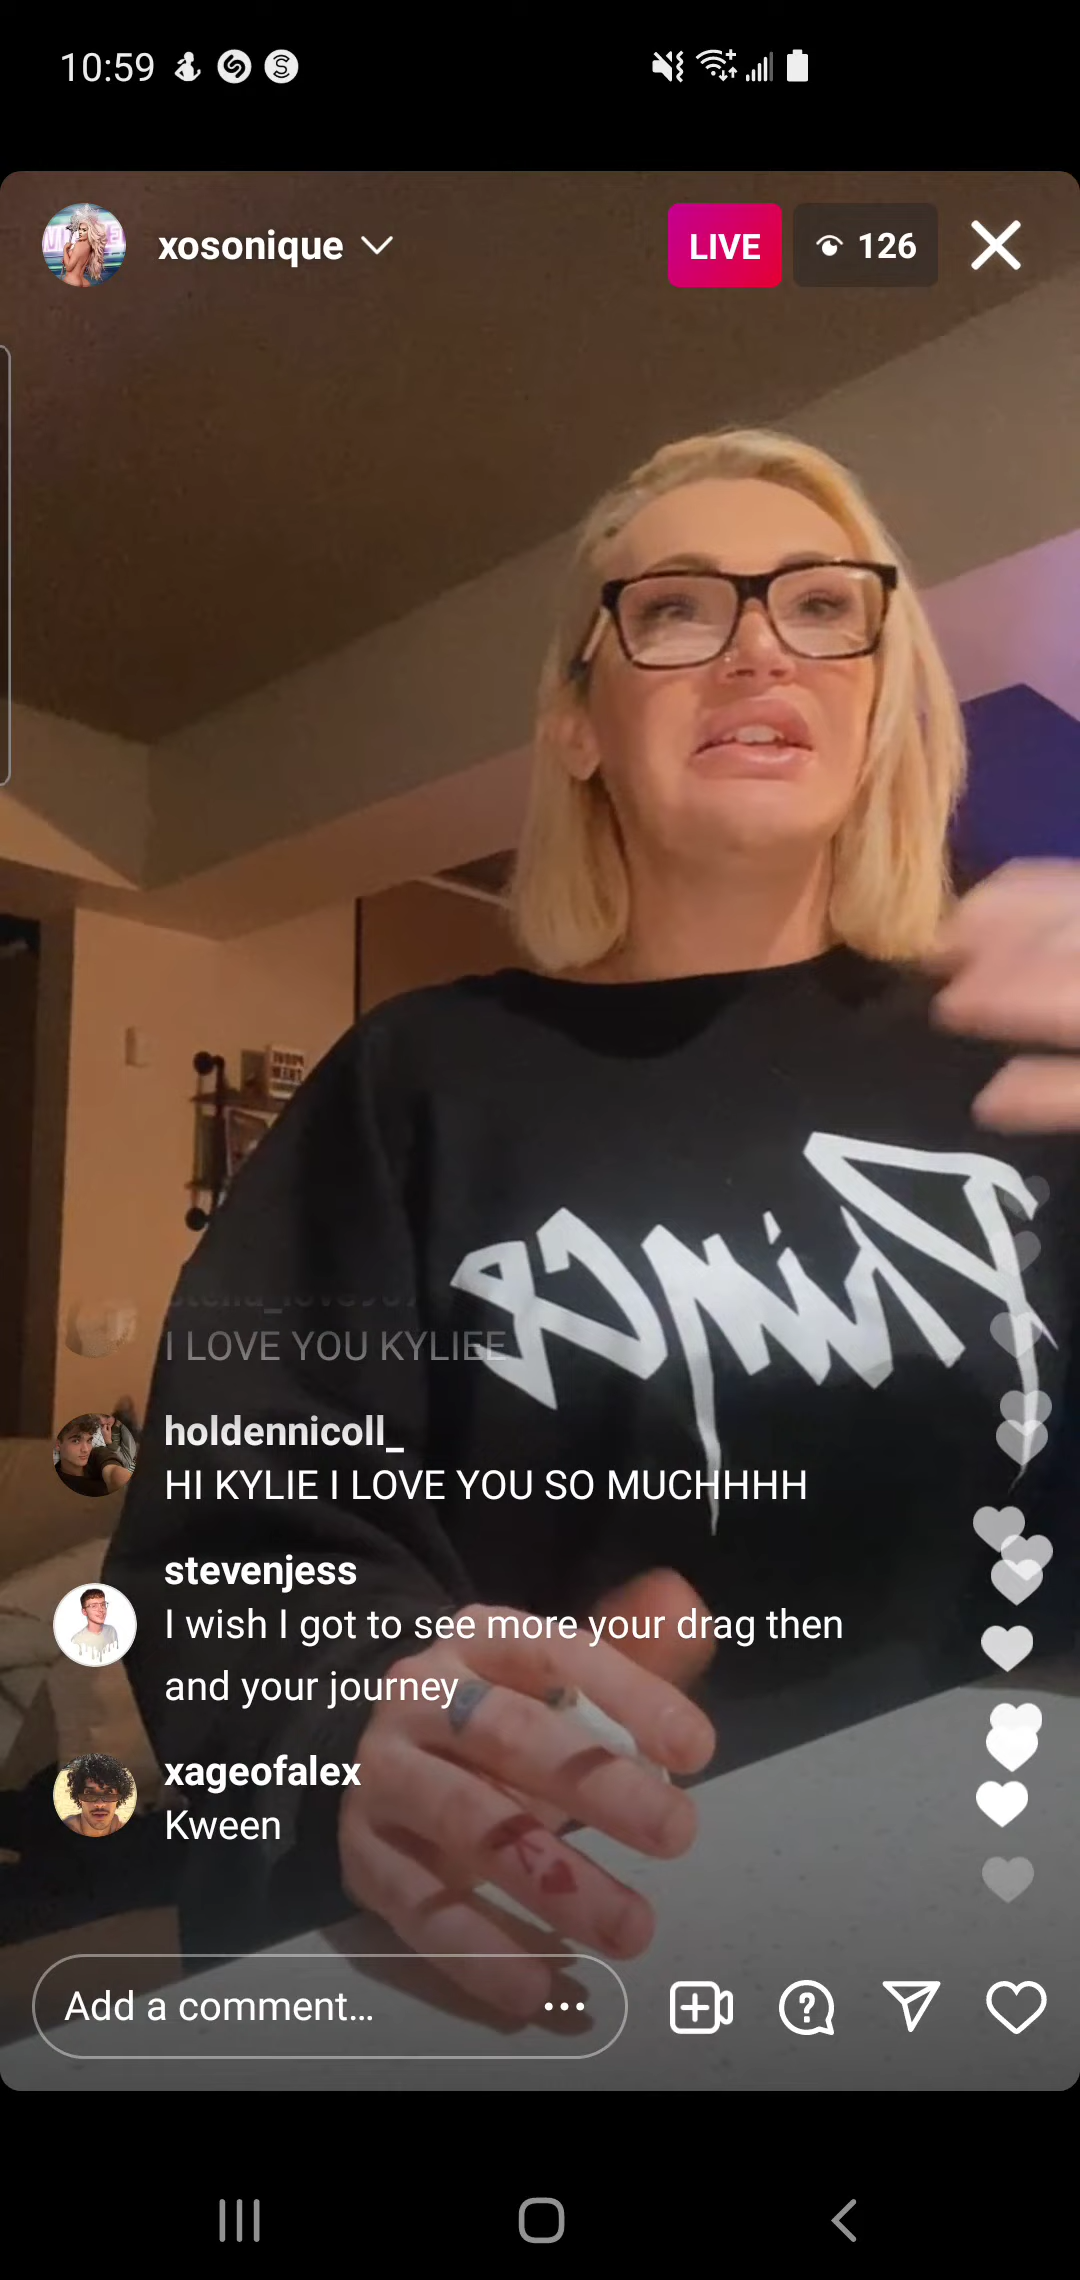 10:59
xosonique
LIVE
126
I LOVE YOU KYLIEE
holdennicoll_
HI KYLIE I LOVE YOU SO MUCHHHH
stevenjess
I wish I got to see more your drag then
and your journey
xageofalex
Kween
Add a comment...